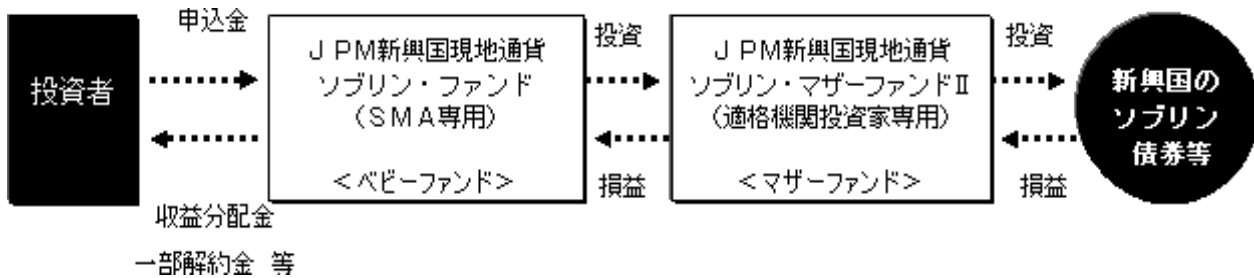 投資者
申込金
収益分配金
一部解約金 等
JPM新興国現地通貨
ソブリン・ファンド
(SMA専用)
<ベビーファンド>
投資
損益
JPM新興国現地通貨
ソブリン・マザーファンドⅡ
(適格機関投資家専用)
<マザーファンド>
投資
損益
新興国の
ソブリン
債券等